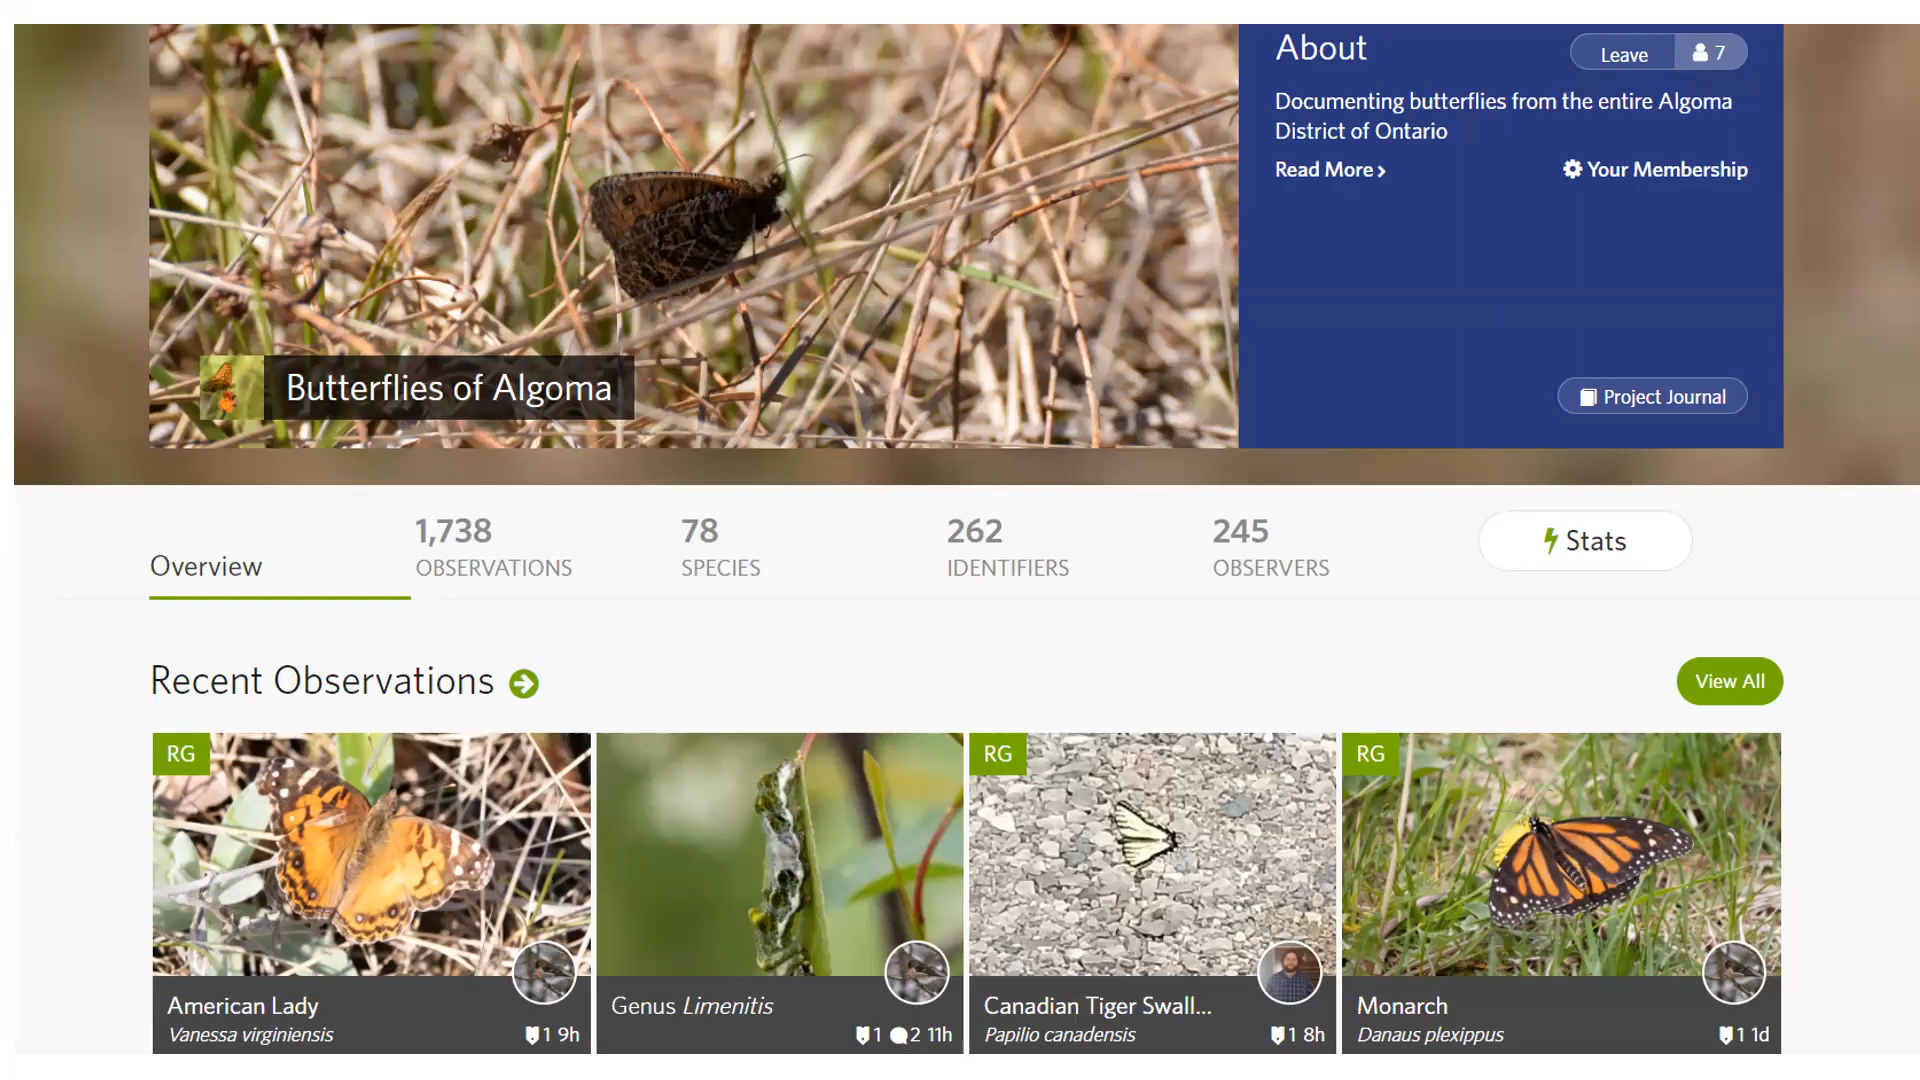 About
Leave 7
Documenting butterflies from the entire Algoma
District of Ontario
Read More
Your Membership
Butterflies of Algoma
Project Journal
Overview
1,738
OBSERVATIONS
78
SPECIES
262
IDENTIFIERS
245
OBSERVERS
Stats
Recent Observations
View All
RG
American Lady
Vanessa virginiensis
1 9h
Genus Limenitis
1 2 11h
RG
Canadian Tiger Swall...
Papilio canadensis
1 8h
RG
Monarch
Danaus plexippus
1 1d